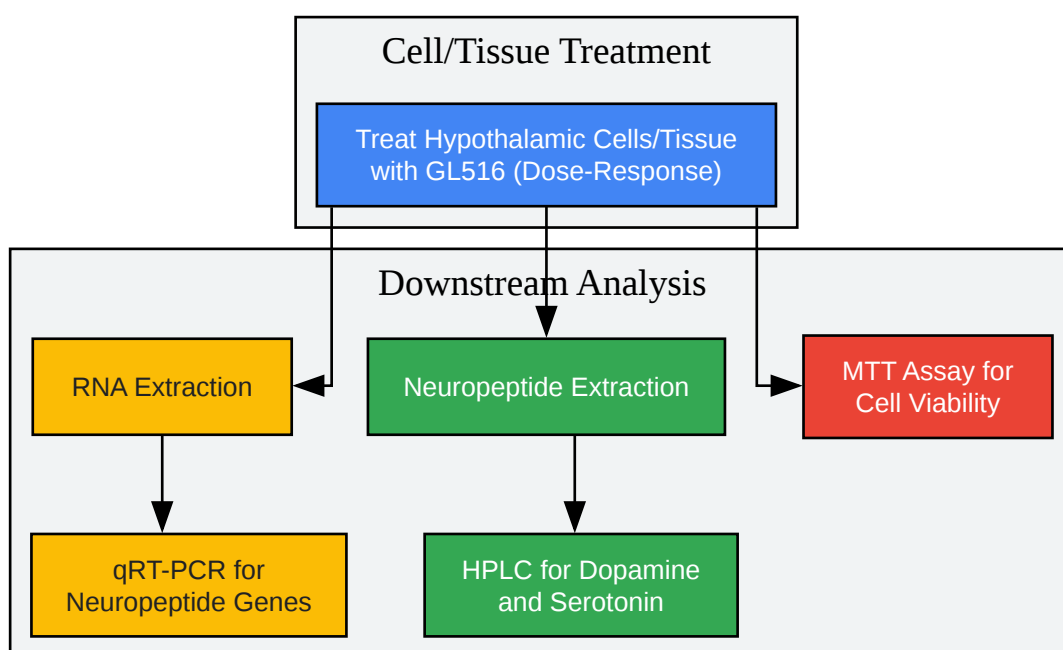 Cell/Tissue Treatment
Treat Hypothalamic Cells/Tissue
with GL516 (Dose-Response)
Downstream Analysis
RNA Extraction
Neuropeptide Extraction
MTT Assay for
Cell Viability
qRT-PCR for
Neuropeptide Genes
HPLC for Dopamine
and Serotonin